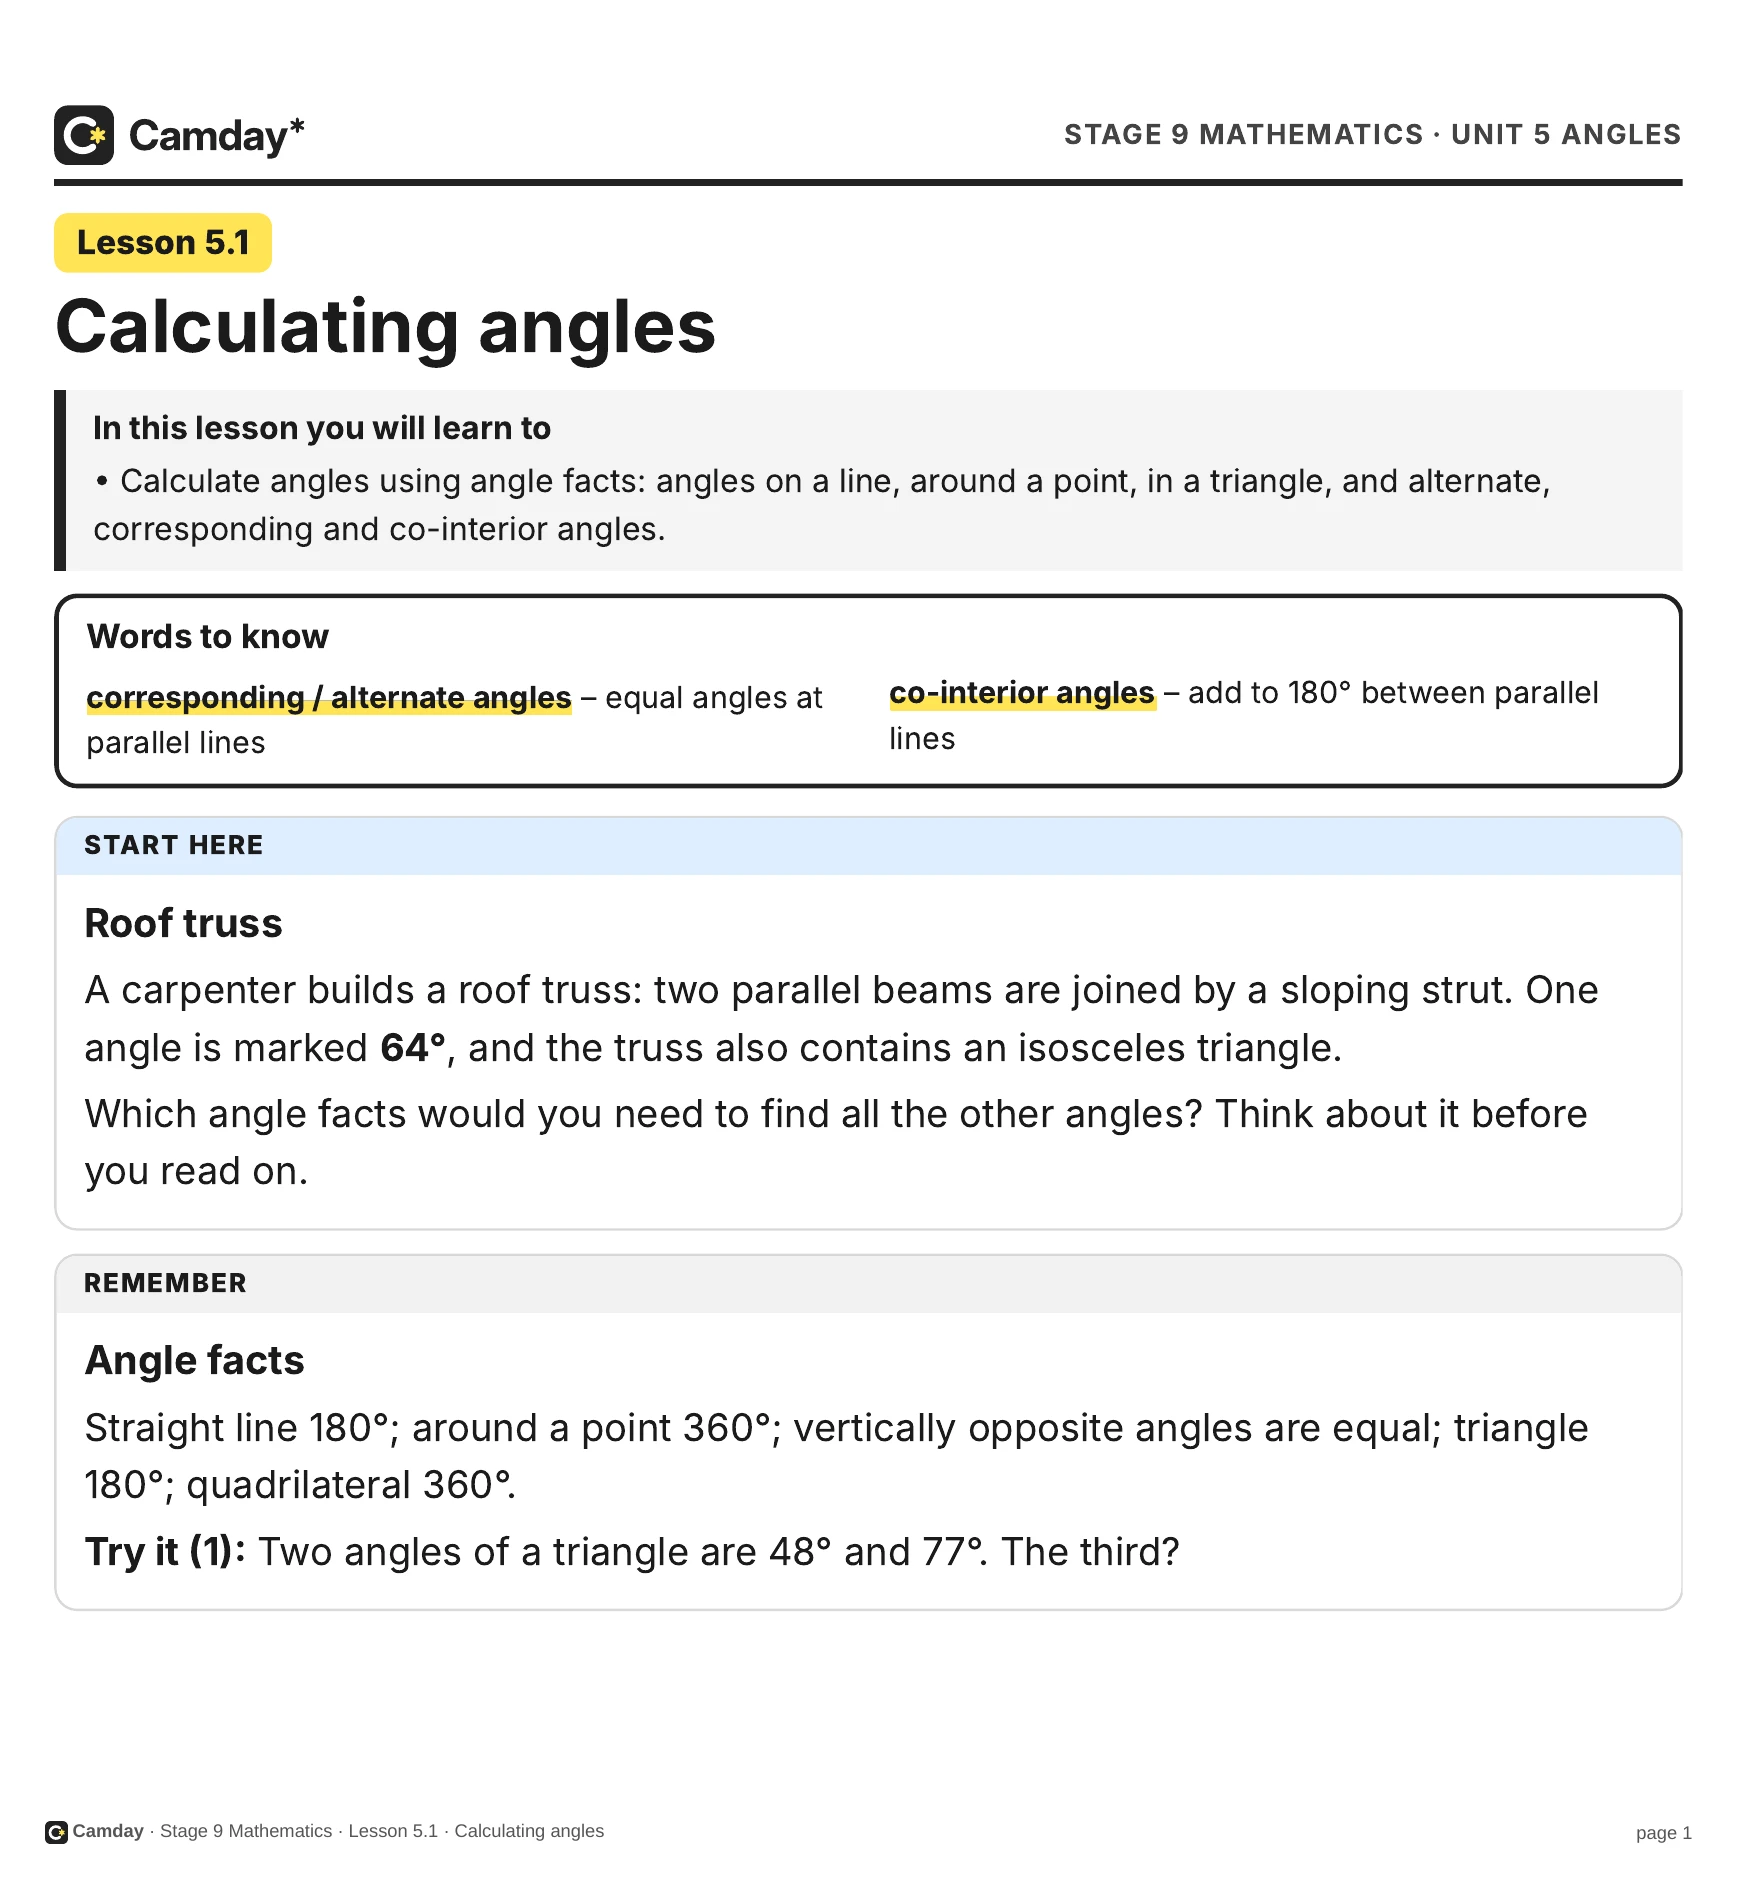 Camday*
STAGE 9 MATHEMATICS · UNIT 5 ANGLES
Lesson 5.1
Calculating angles
In this lesson you will learn to
• Calculate angles using angle facts: angles on a line, around a point, in a triangle, and alternate,
corresponding and co-interior angles.
Words to know
corresponding / alternate angles – equal angles at
parallel lines
co-interior angles – add to 180° between parallel
lines
START HERE
Roof truss
A carpenter builds a roof truss: two parallel beams are joined by a sloping strut. One
angle is marked 64°, and the truss also contains an isosceles triangle.
Which angle facts would you need to find all the other angles? Think about it before
you read on.
REMEMBER
Angle facts
Straight line 180°; around a point 360°; vertically opposite angles are equal; triangle
180°; quadrilateral 360°.
Try it (1): Two angles of a triangle are 48° and 77°. The third?
Camday · Stage 9 Mathematics · Lesson 5.1 · Calculating angles
page 1